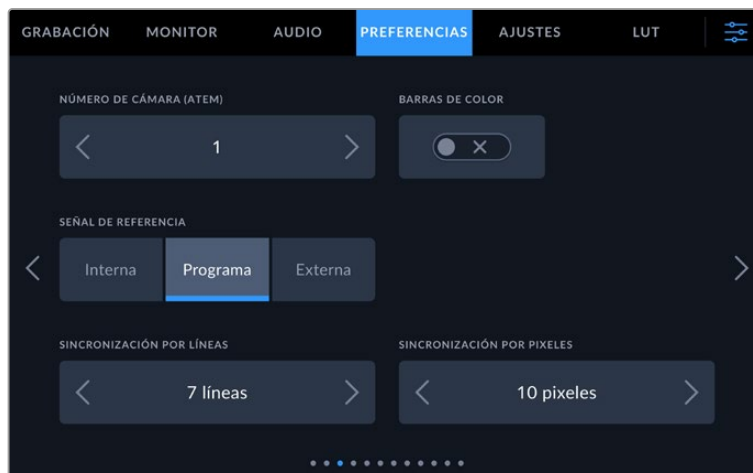 GRABACIÓN MONITOR AUDIO PREFERENCIAS AJUSTES LUT
NÚMERO DE CÁMARA (ATEM) BARRAS DE COLOR
1
SEÑAL DE REFERENCIA
Interna Programa Externa
SINCRONIZACIÓN POR LÍNEAS SINCRONIZACIÓN POR PIXELES
7 líneas 10 pixeles